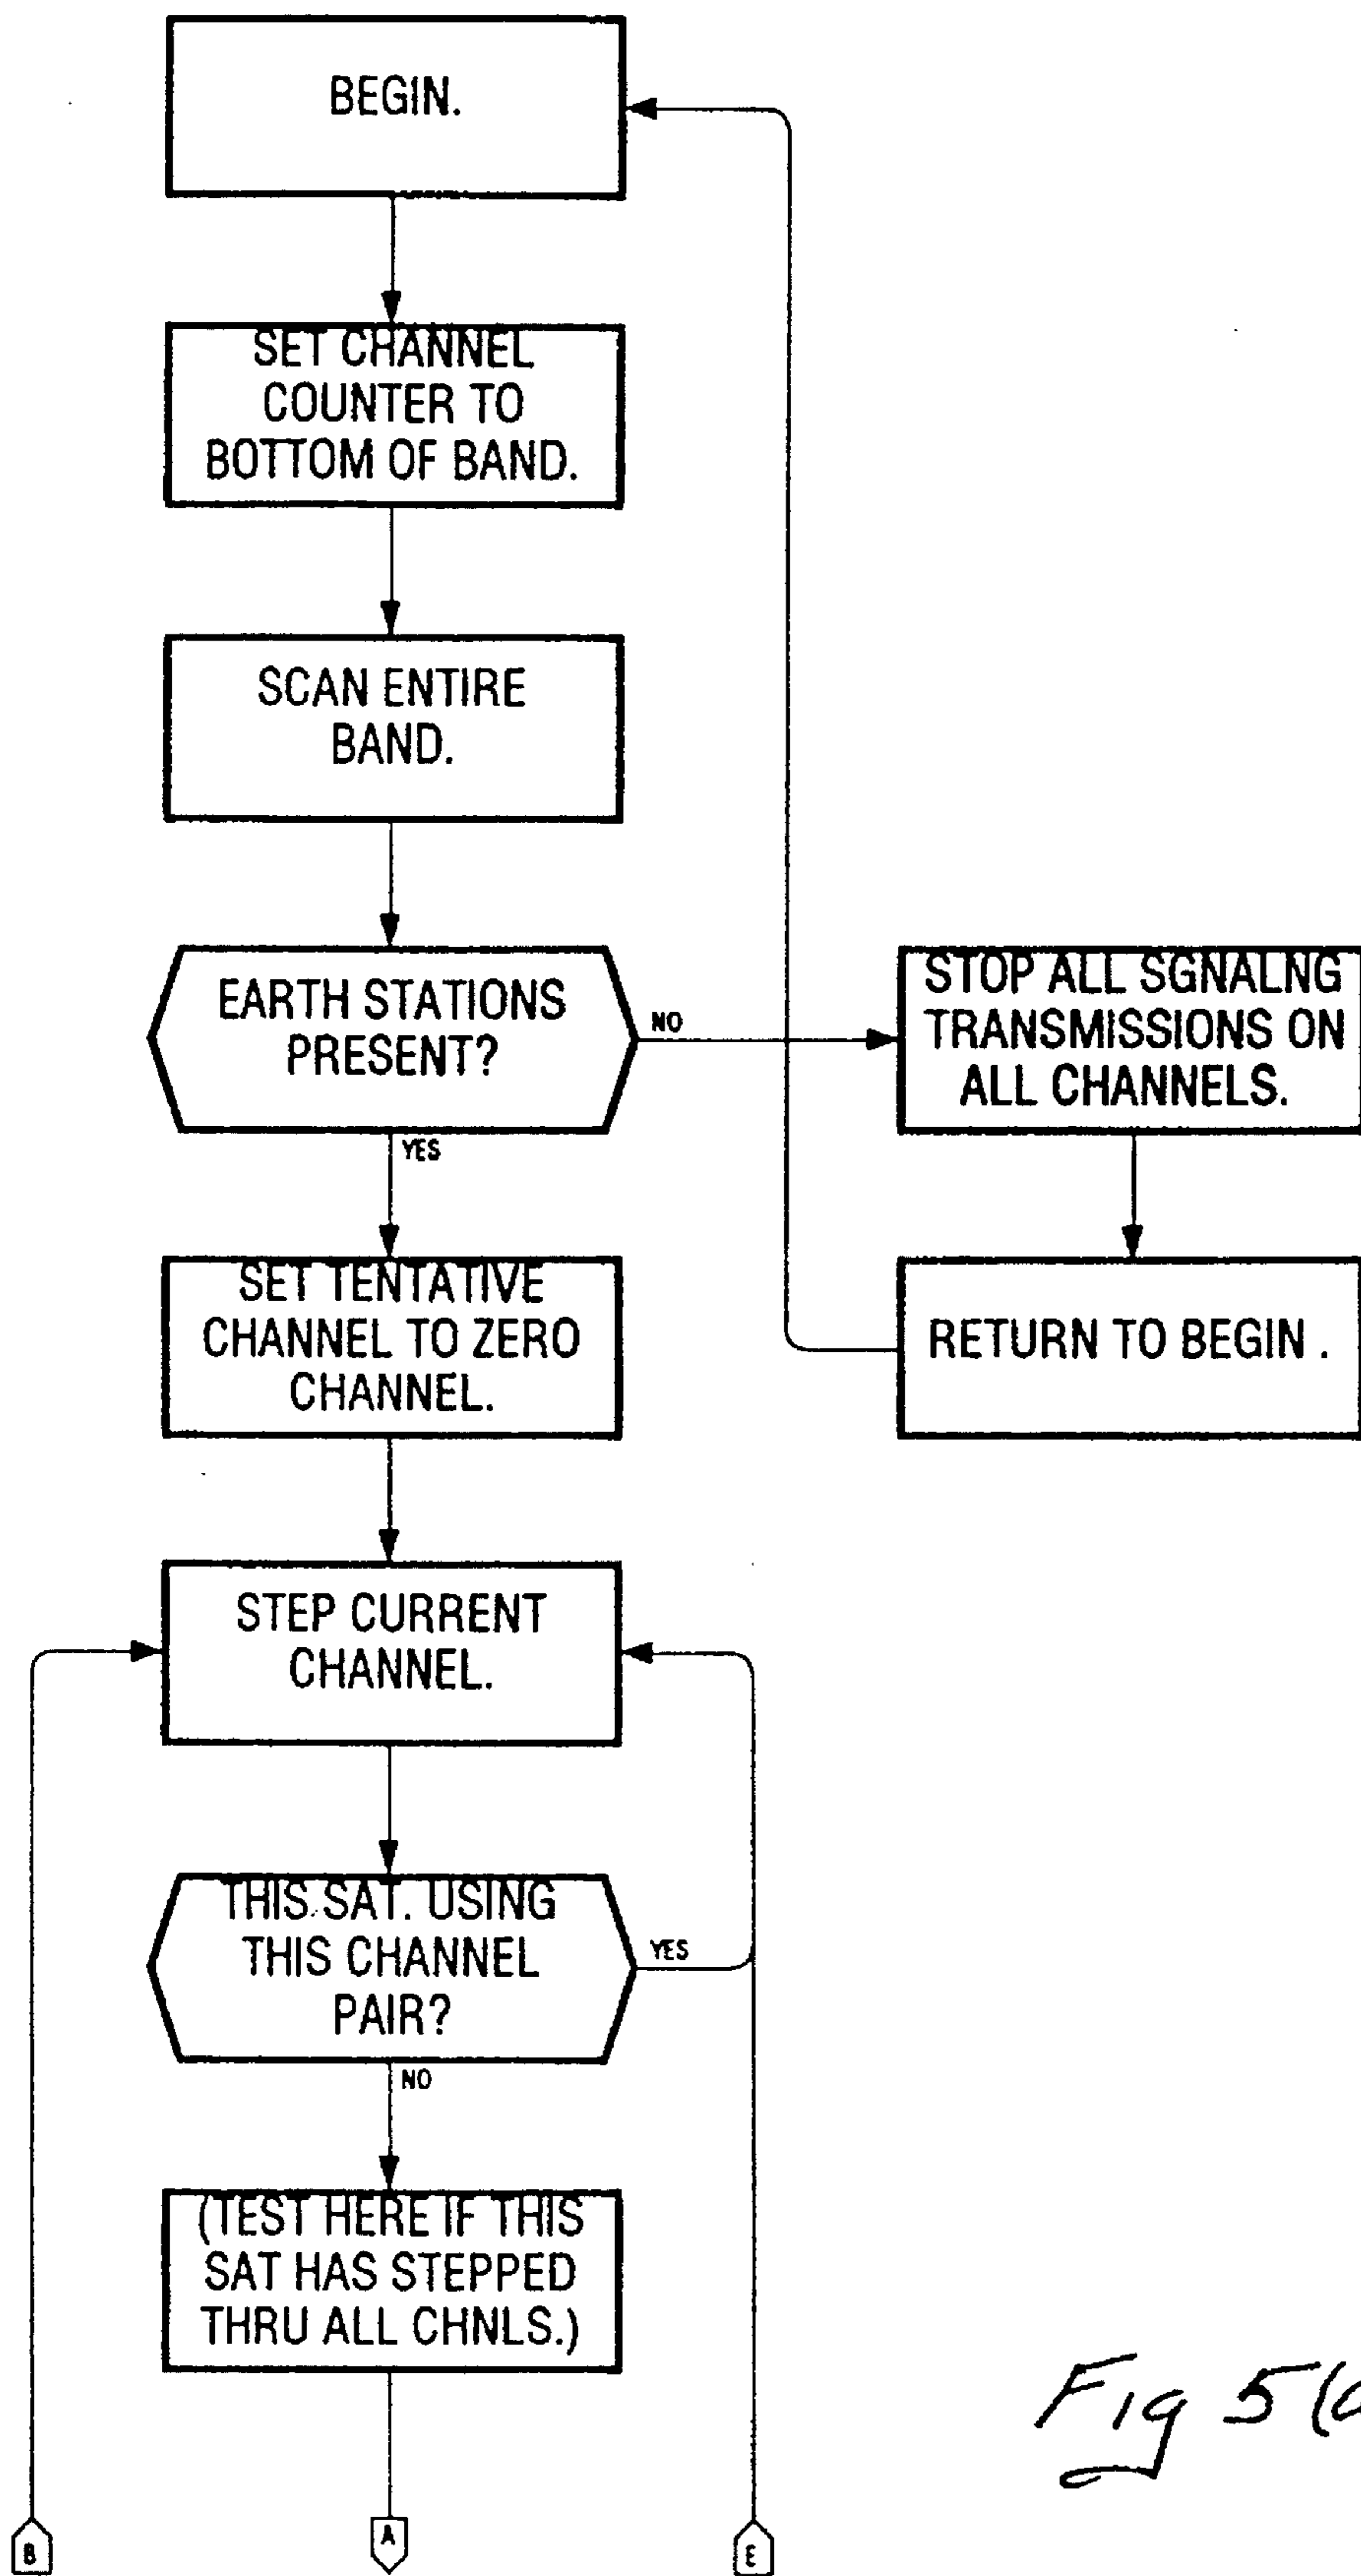 BEGIN.
SET CHANNEL
COUNTER TO
BOTTOM OF BAND.
SCAN ENTIRE
BAND.
EARTH STATIONS
PRESENT?
NO
STOP ALL SGNALNG
TRANSMISSIONS ON
ALL CHANNELS.
YES
SET TENTATIVE
CHANNEL TO ZERO
CHANNEL.
RETURN TO BEGIN .
STEP CURRENT
CHANNEL.
THIS SAT. USING
THIS CHANNEL
PAIR?
YES
NO
(TEST HERE IF THIS
SAT HAS STEPPED
THRU ALL CHNLS.)
Fig 5(a
B
A
E